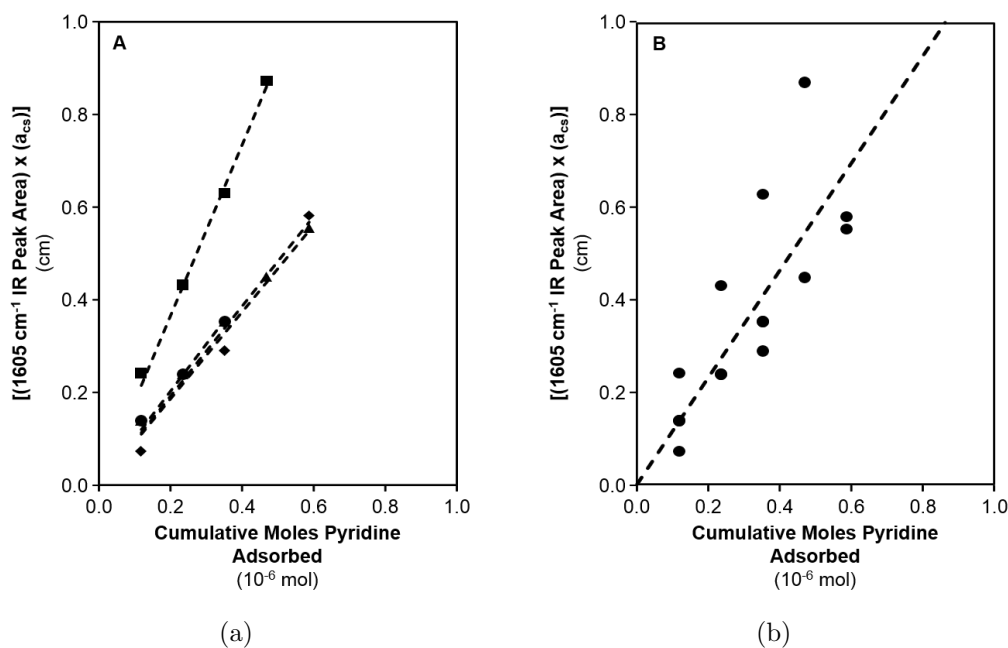 A
[(1605 cm⁻¹ IR Peak Area) x (a_cs)]
(cm)
1.0
0.8
0.6
0.4
0.2
0.0
0.0 0.2 0.4 0.6 0.8 1.0
Cumulative Moles Pyridine
Adsorbed
(10⁻⁶ mol)
(a)
B
[(1605 cm⁻¹ IR Peak Area) x (a_cs)]
(cm)
1.0
0.8
0.6
0.4
0.2
0.0
0.0 0.2 0.4 0.6 0.8 1.0
Cumulative Moles Pyridine
Adsorbed
(10⁻⁶ mol)
(b)